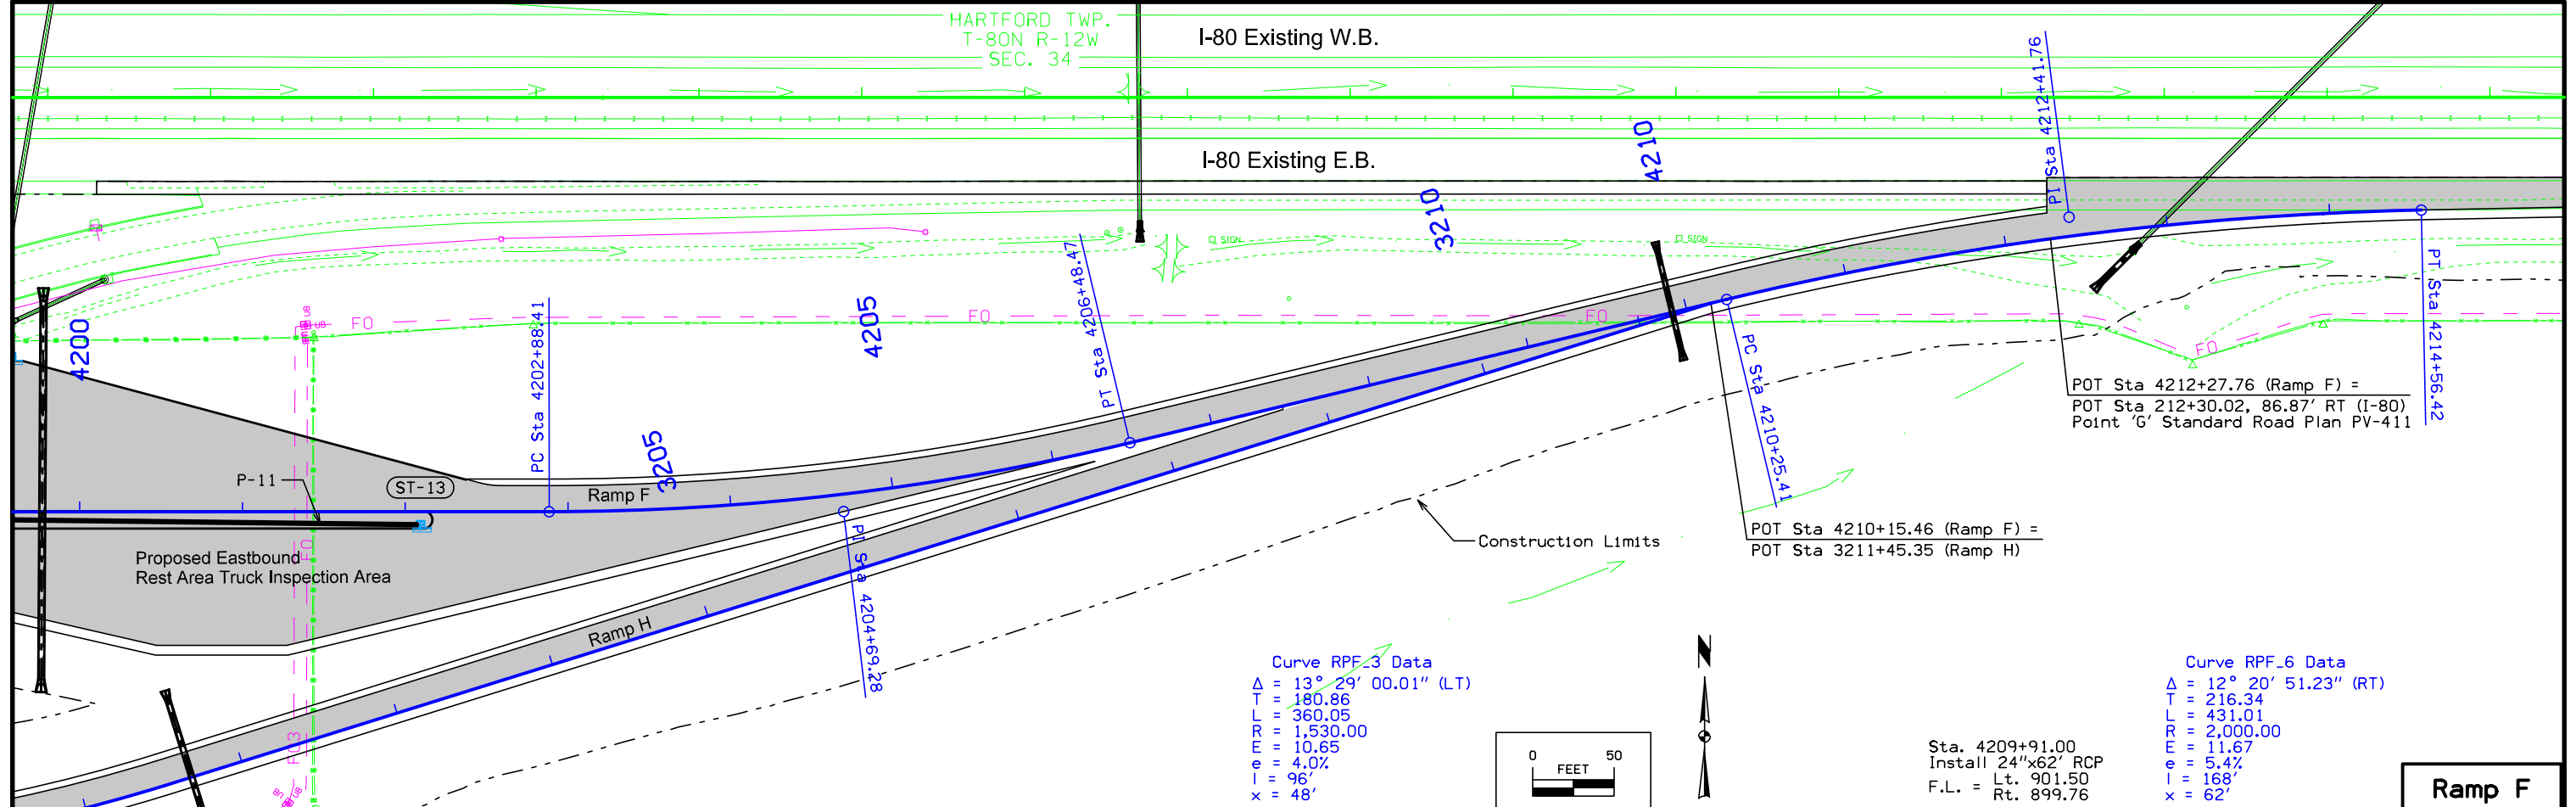 HARTFORD TWP.
T-80N R-12W
SEC. 34
I-80 Existing W.B.
I-80 Existing E.B.
PI Sta 4212+41.76
4210
3210
SIGN
SIGN
PT Sta 4206+48.47
4205
PC Sta 4202+88.41
4200
FO
FO
FO
FO
PT Sta 4214+56.42
PC Sta 4210+25.41
POT Sta 4212+27.76 (Ramp F) =
POT Sta 212+30.02, 86.87' RT (I-80)
Point 'G' Standard Road Plan PV-411
3205
P-11
ST-13
Ramp F
FO
PI Sta 4204+69.28
Construction Limits
POT Sta 4210+15.46 (Ramp F) =
POT Sta 3211+45.35 (Ramp H)
Proposed Eastbound
Rest Area Truck Inspection Area
Ramp H
FO3
Curve RPF_3 Data
Δ = 13° 29' 00.01" (LT)
T = 180.86
L = 360.05
R = 1,530.00
E = 10.65
e = 4.0%
l = 96'
x = 48'
0 50
FEET
N
Sta. 4209+91.00
Install 24"x62' RCP
F.L. = Lt. 901.50
Rt. 899.76
Curve RPF_6 Data
Δ = 12° 20' 51.23" (RT)
T = 216.34
L = 431.01
R = 2,000.00
E = 11.67
e = 5.4%
l = 168'
x = 62'
Ramp F